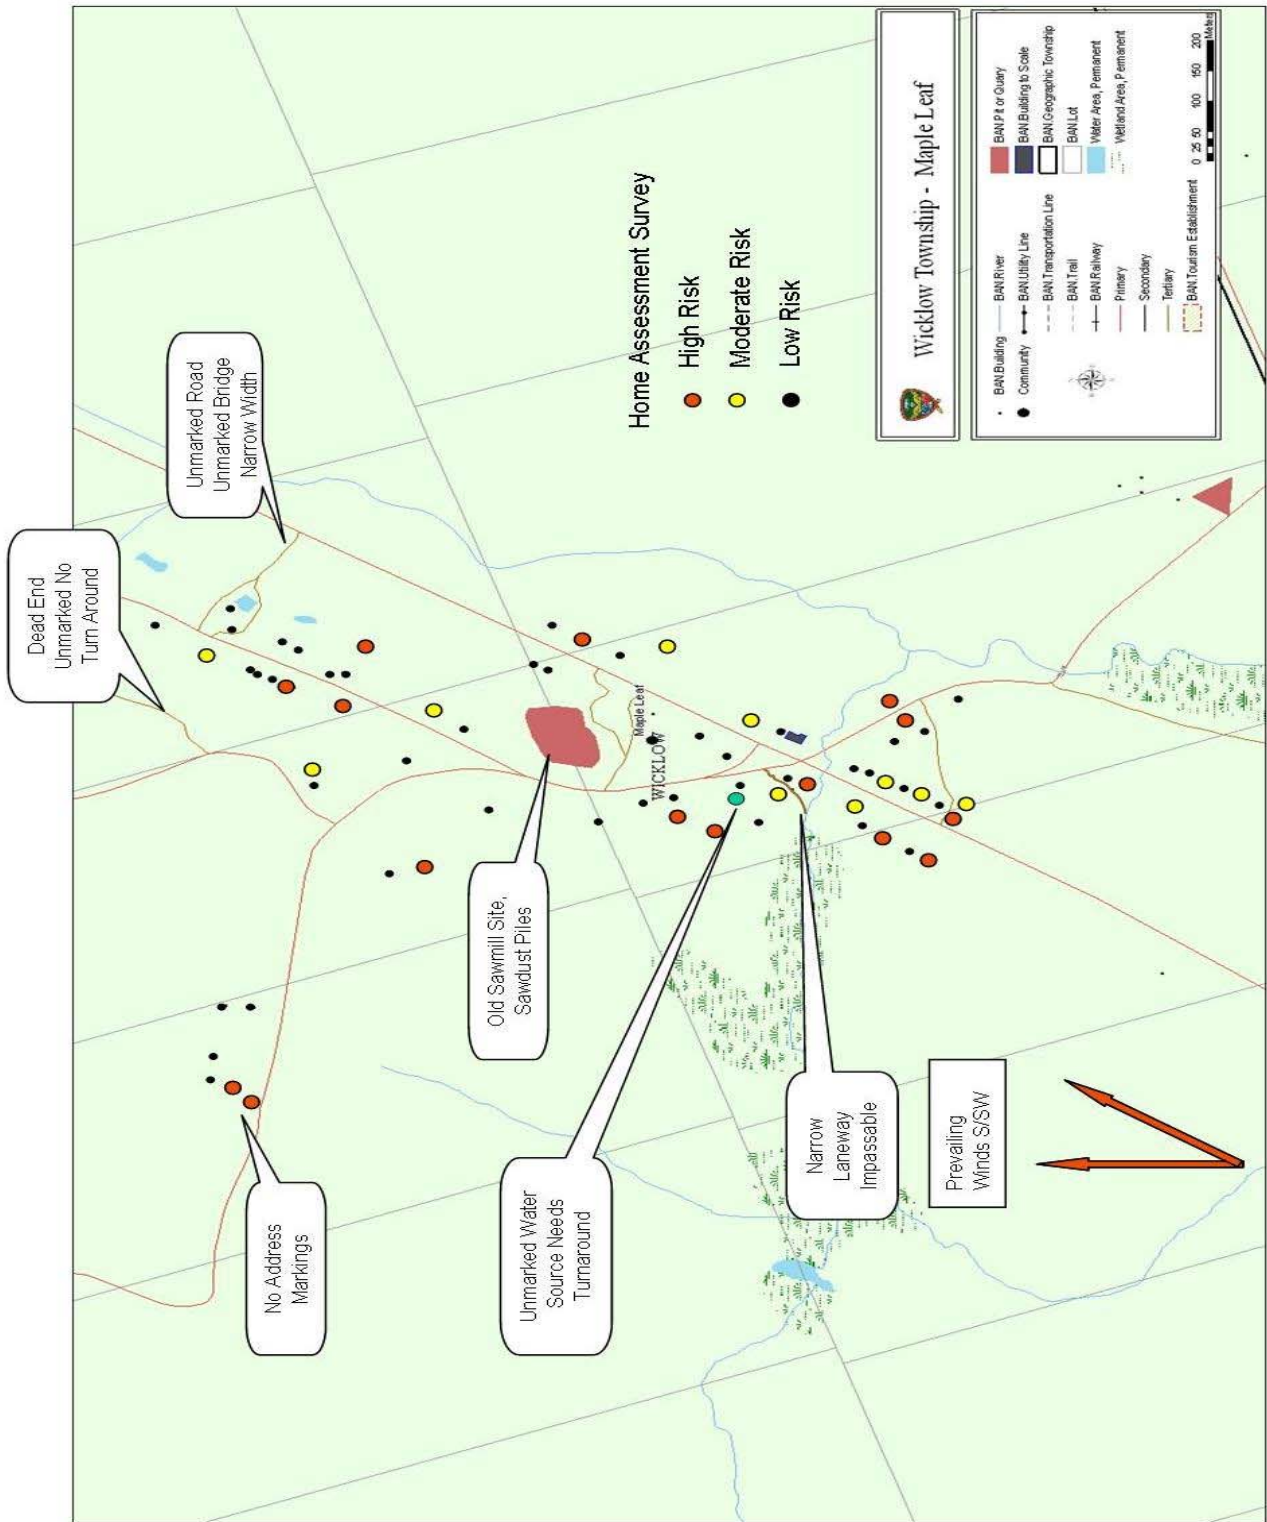 Dead End
Unmarked No
Turn Around
Unmarked Road
Unmarked Bridge
Narrow Width
No Address
Markings
Old Sawmill Site,
Sawdust Piles
Unmarked Water
Source Needs
Turnaround
Narrow
Laneway
Impassable
Prevailing
Winds S/SW
Maple Leaf
WICKLOW
Home Assessment Survey
High Risk
Moderate Risk
Low Risk
Wicklow Township - Maple Leaf
BAN.Building
Community
BAN.River
BAN.Utility Line
BAN.Transportation Line
BAN.Trail
BAN.Railway
Primary
Secondary
Tertiary
BAN.Tourism Establishment
BAN.Pit or Quary
BAN.Building to Scale
BAN.Geographic Township
BAN.Lot
Water Area, Permanent
Wetland Area, Permanent
0 25 50 100 150 200
Meters